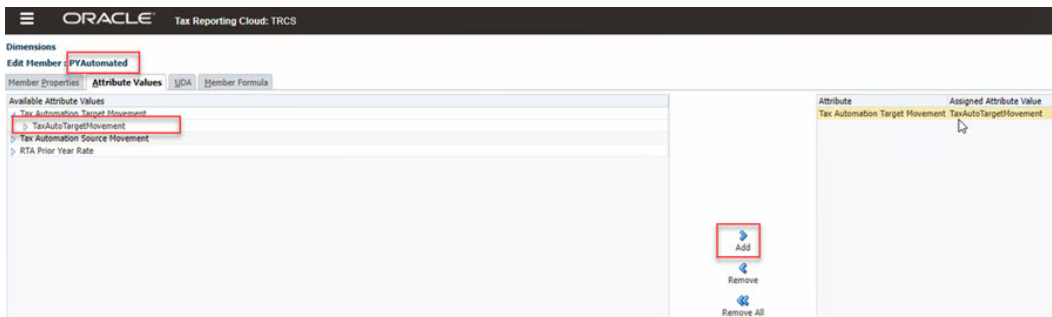 ORACLE Tax Reporting Cloud: TRCS
Dimensions
Edit Member : PYAutomated
Member Properties Attribute Values UDA Member Formula
Available Attribute Values
Tax Automation Target Movement
TaxAutoTargetMovement
Tax Automation Source Movement
RTA Prior Year Rate
Add
Remove
Remove All
Attribute Assigned Attribute Value
Tax Automation Target Movement TaxAutoTargetMovement